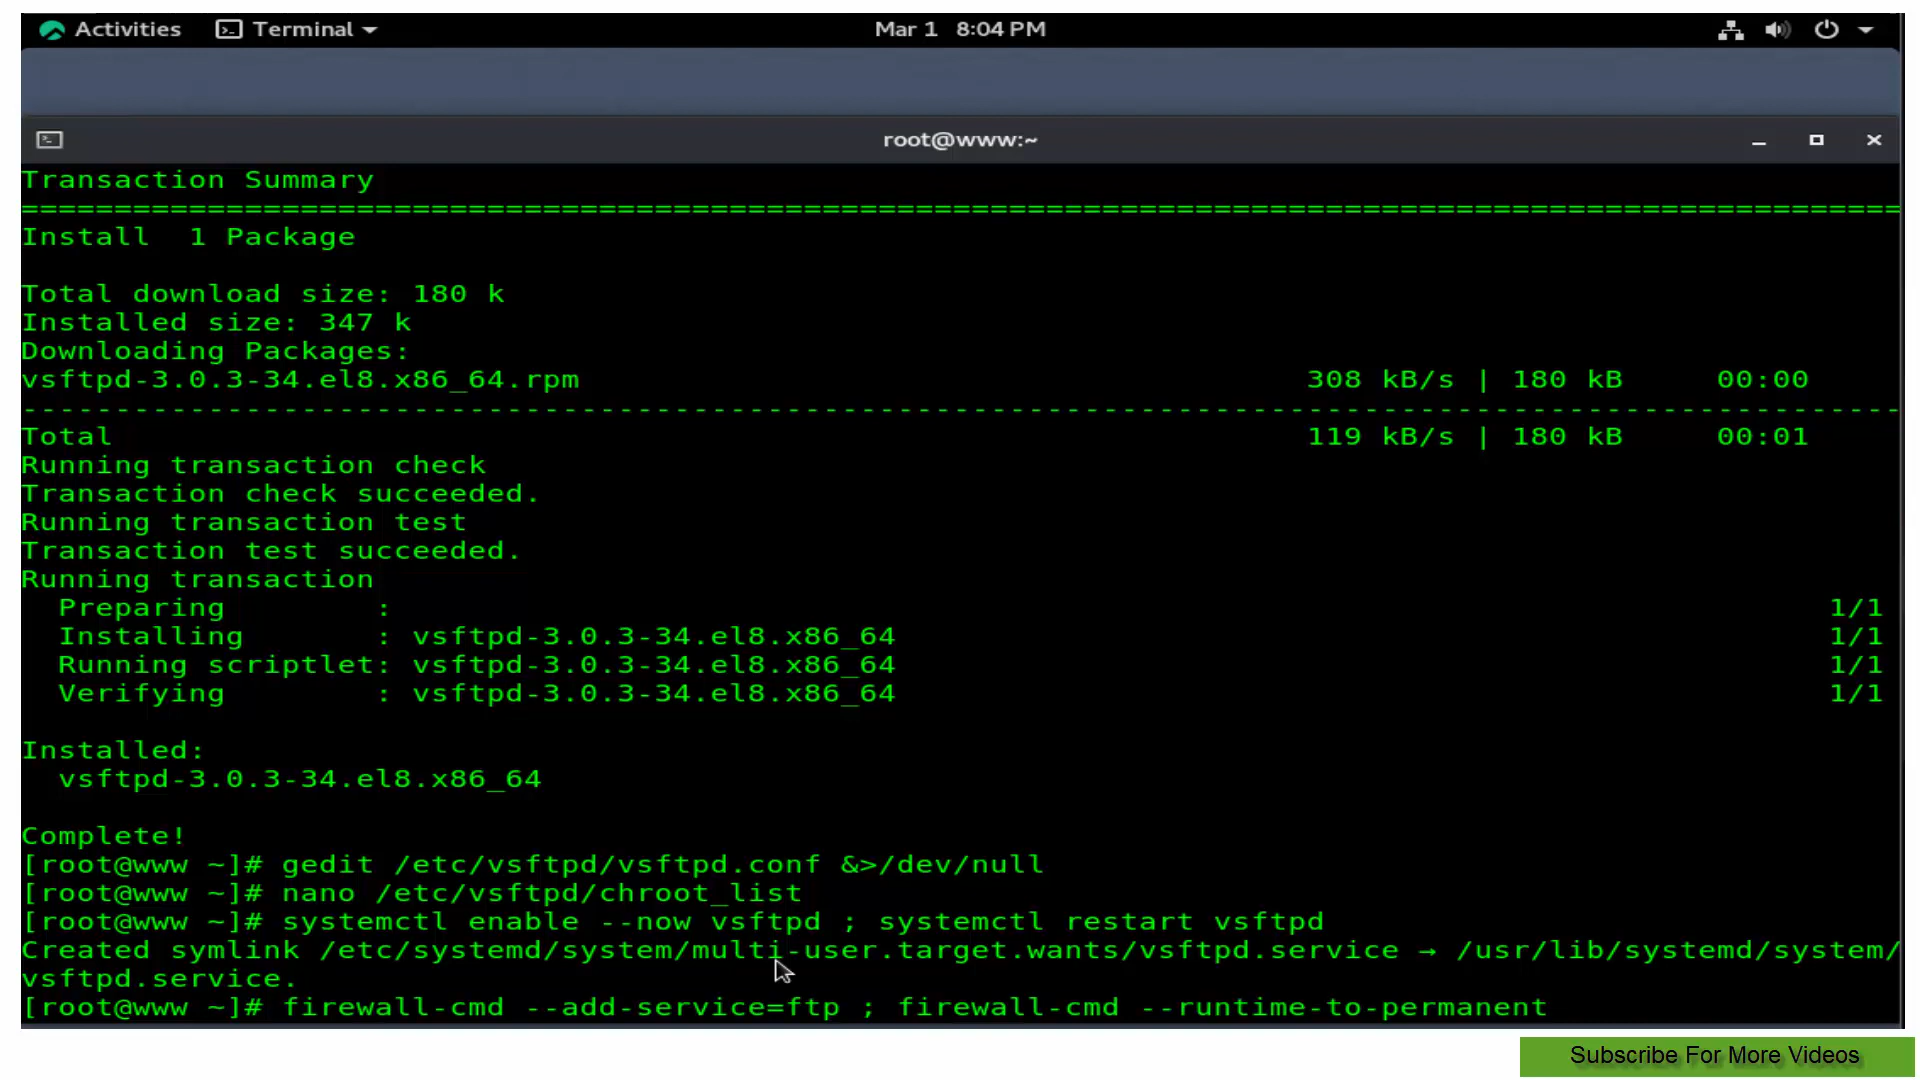 Activities Terminal Mar 1 8:04 PM
root@www:~
Transaction Summary
================================================================================
Install  1 Package
Total download size: 180 k
Installed size: 347 k
Downloading Packages:
vsftpd-3.0.3-34.el8.x86_64.rpm 308 kB/s | 180 kB 00:00
--------------------------------------------------------------------------------
Total 119 kB/s | 180 kB 00:01
Running transaction check
Transaction check succeeded.
Running transaction test
Transaction test succeeded.
Running transaction
  Preparing        : 1/1
  Installing       : vsftpd-3.0.3-34.el8.x86_64 1/1
  Running scriptlet: vsftpd-3.0.3-34.el8.x86_64 1/1
  Verifying        : vsftpd-3.0.3-34.el8.x86_64 1/1
Installed:
  vsftpd-3.0.3-34.el8.x86_64
Complete!
[root@www ~]# gedit /etc/vsftpd/vsftpd.conf &>/dev/null
[root@www ~]# nano /etc/vsftpd/chroot_list
[root@www ~]# systemctl enable --now vsftpd ; systemctl restart vsftpd
Created symlink /etc/systemd/system/multi-user.target.wants/vsftpd.service → /usr/lib/systemd/system/
vsftpd.service.
[root@www ~]# firewall-cmd --add-service=ftp ; firewall-cmd --runtime-to-permanent
Subscribe For More Videos